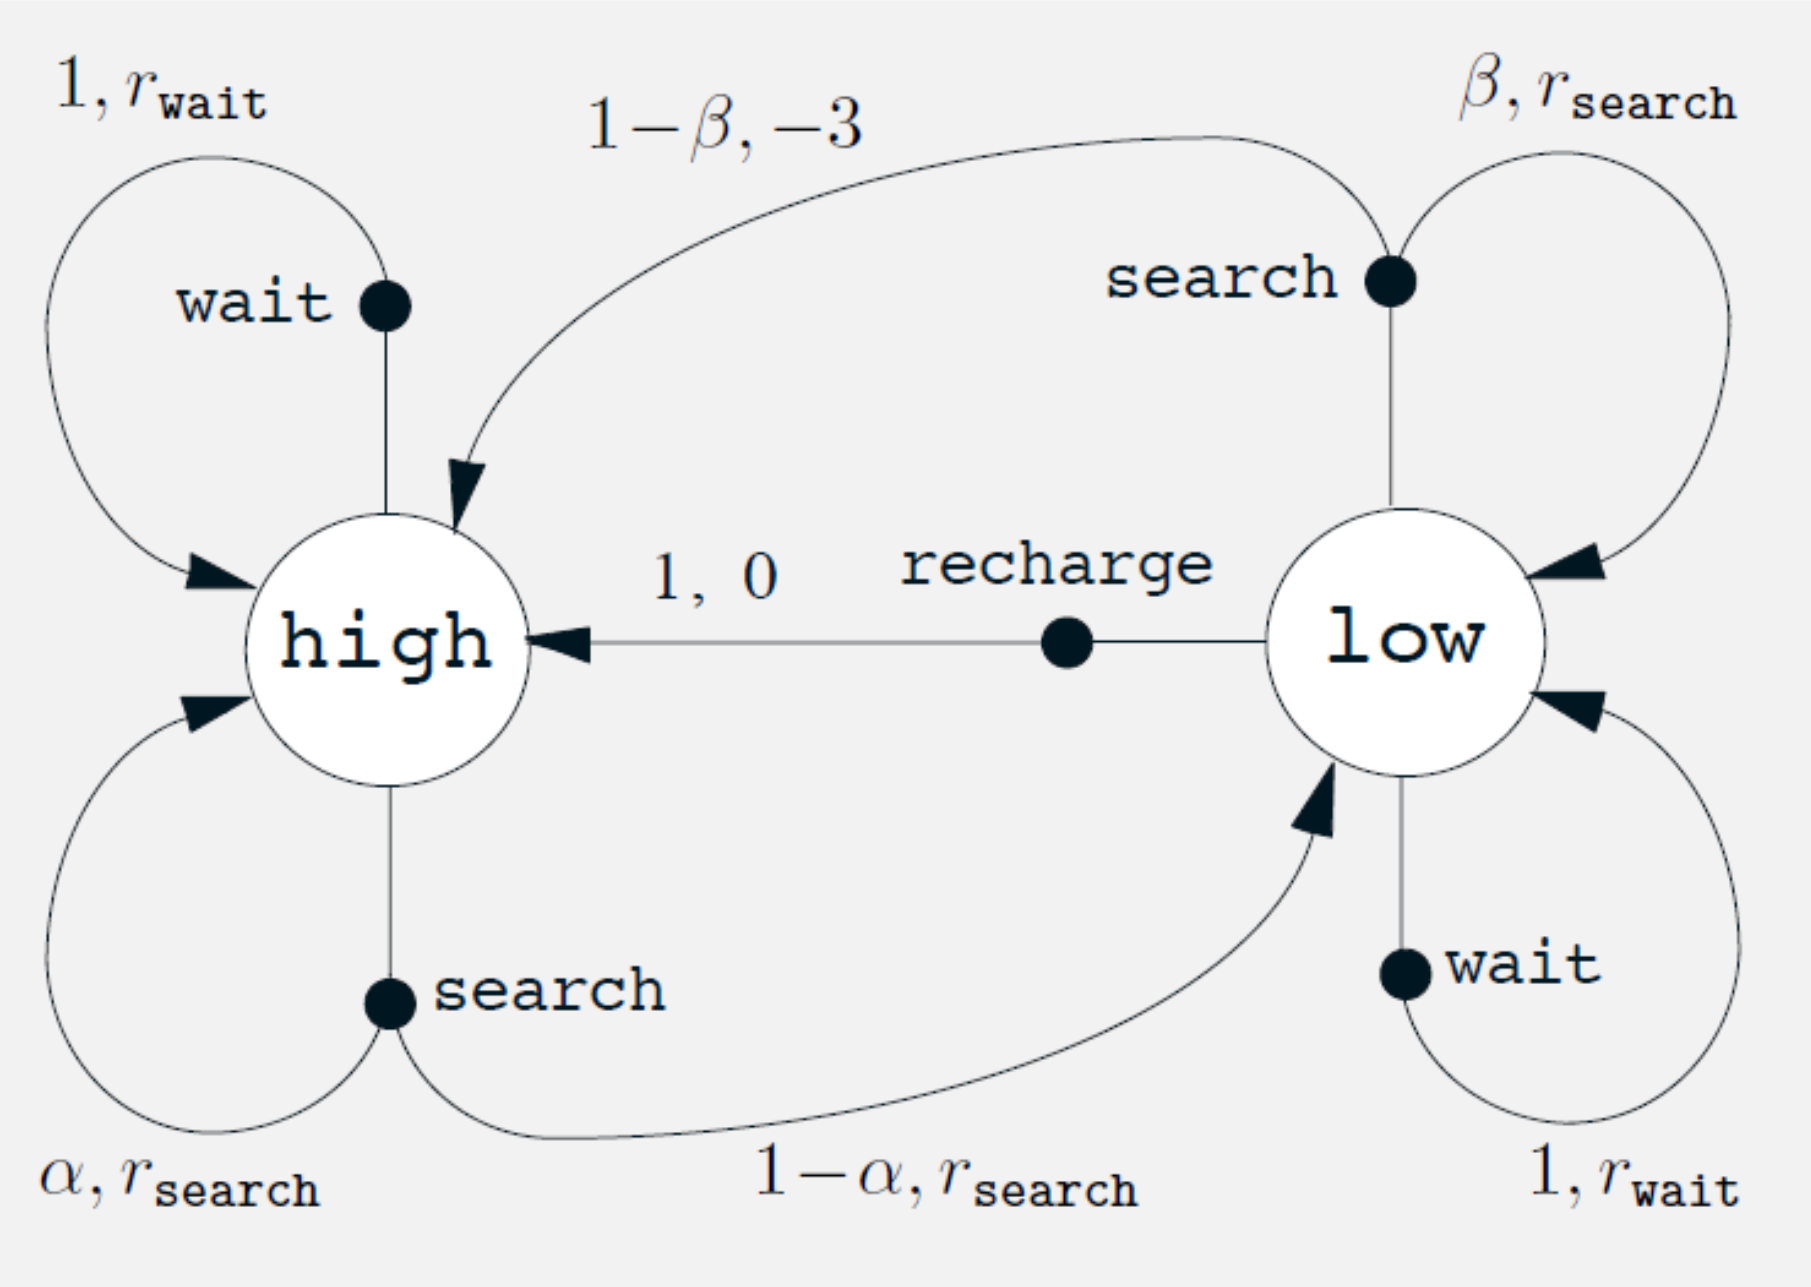 1, r_wait
1−β, −3
β, r_search
wait
search
1, 0
recharge
high
low
search
wait
α, r_search
1−α, r_search
1, r_wait